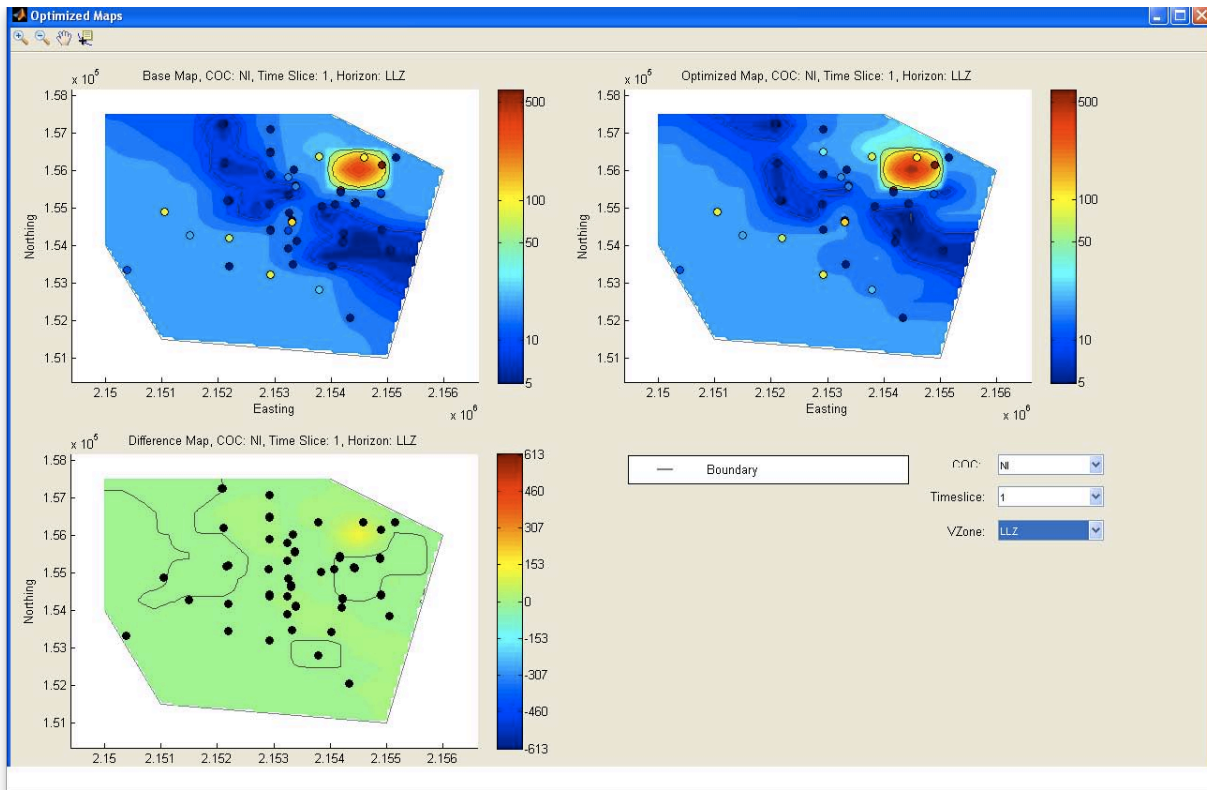 Optimized Maps
x 10^5
Base Map, COC: NI, Time Slice: 1, Horizon: LLZ
1.58
1.57
1.56
1.55
1.54
1.53
1.52
1.51
Northing
2.15 2.151 2.152 2.153 2.154 2.155 2.156
Easting
x 10^6
500
100
50
10
5
x 10^5
Optimized Map, COC: NI, Time Slice: 1, Horizon: LLZ
1.58
1.57
1.56
1.55
1.54
1.53
1.52
1.51
Northing
2.15 2.151 2.152 2.153 2.154 2.155 2.156
Easting
x 10^6
500
100
50
10
5
x 10^5
Difference Map, COC: NI, Time Slice: 1, Horizon: LLZ
1.58
1.57
1.56
1.55
1.54
1.53
1.52
1.51
Northing
2.15 2.151 2.152 2.153 2.154 2.155 2.156
613
460
307
153
0
-153
-307
-460
-613
Boundary
COC: NI
Timeslice: 1
VZone: LLZ